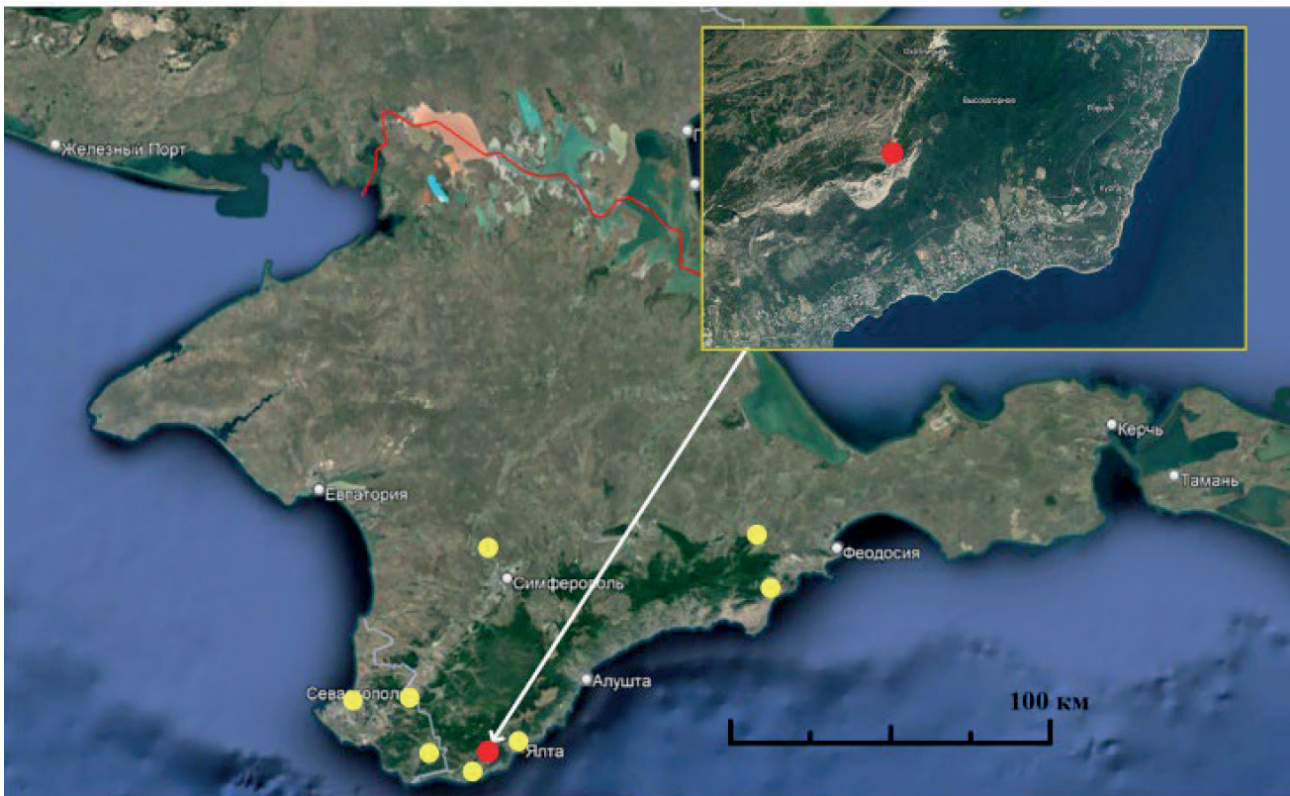 Железный Порт
Высокогорное
Керчь
Тамань
Евпатория
Феодосия
Симферополь
Алушта
Севастополь
100 км
Ялта